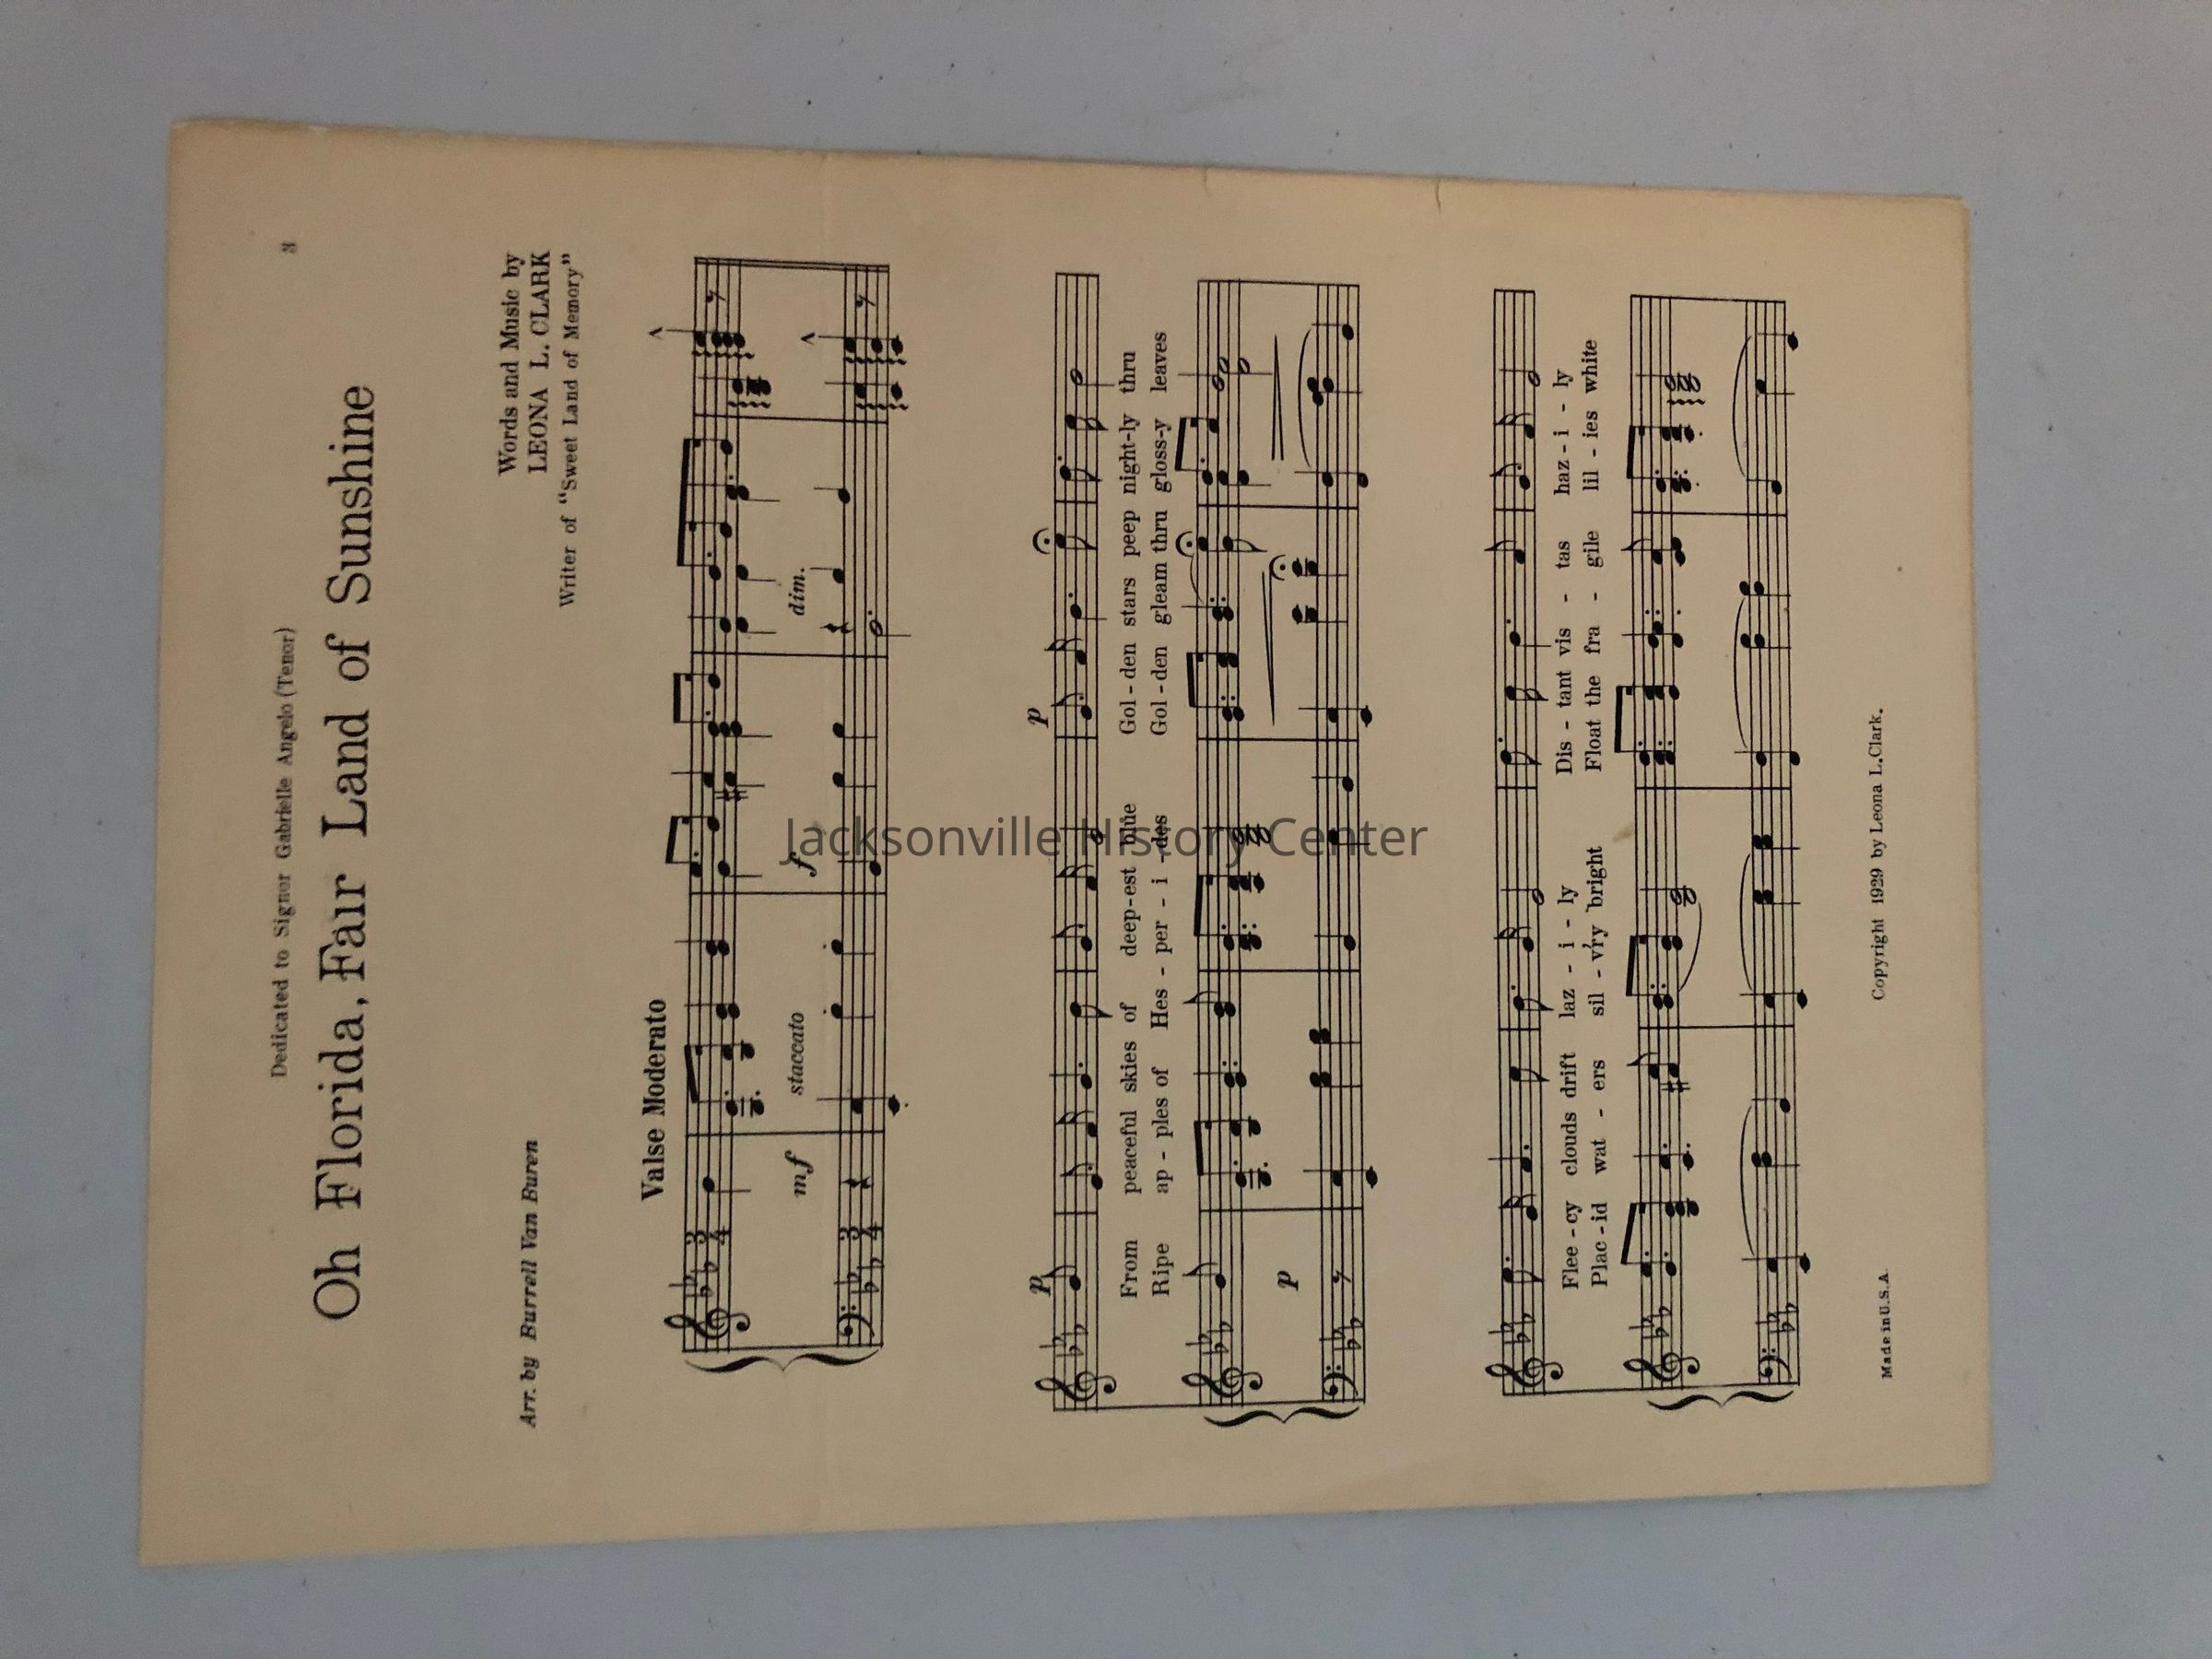 Dedicated to Signor Gabrielle Angelo (Tenor)
3
Oh Florida, Fair Land of Sunshine
Words and Music by
LEONA L. CLARK
Writer of "Sweet Land of Memory"
Arr. by Burrell Van Buren
Valse Moderato
mf
staccato
f
dim.
p
p
From peaceful skies of deep-est blue Gol-den stars peep night-ly thru
Ripe ap-ples of Hes-per-i-des Gol-den gleam thru gloss-y leaves
p
Flee-cy clouds drift laz-i-ly Dis-tant vis-tas haz-i-ly
Plac-id wat-ers sil-v'ry bright Float the fra-gile lil-ies white
Made in U.S.A.
Copyright 1929 by Leona L. Clark.
Jacksonville History Center